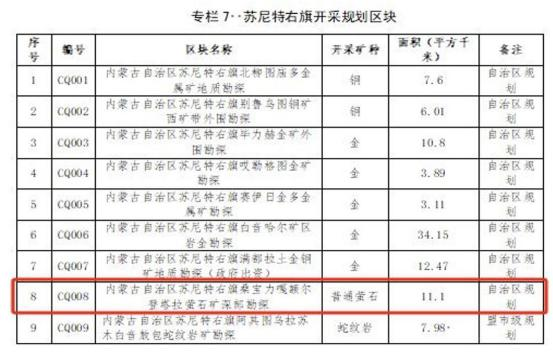 专栏 7··苏尼特右旗开采规划区块
序号 编号 区块名称 开采矿种 面积（平方千米） 备注
1 CQ001 内蒙古自治区苏尼特右旗北柳图庙多金属矿地质勘探 铜 7.6 自治区规划
2 CQ002 内蒙古自治区苏尼特右旗别鲁乌图铜矿西矿带外围勘探 铜 6.01 自治区规划
3 CQ003 内蒙古自治区苏尼特右旗毕力赫金矿外围勘探 金 10.8 自治区规划
4 CQ004 内蒙古自治区苏尼特右旗哎勒格图金矿勘探 金 3.89 自治区规划
5 CQ005 内蒙古自治区苏尼特右旗赛伊日金多金属矿勘探 金 3.11 自治区规划
6 CQ006 内蒙古自治区苏尼特右旗白音哈尔矿区岩金勘探 金 34.15 自治区规划
7 CQ007 内蒙古自治区苏尼特右旗满都拉土金铜矿地质勘探（政府出资） 金 12.47 自治区规划
8 CQ008 内蒙古自治区苏尼特右旗桑宝力嘎额尔登塔拉萤石矿深部勘探 普通萤石 11.1 自治区规划
9 CQ009 内蒙古自治区苏尼特右旗阿其图乌拉苏木白音敖包蛇纹岩矿勘探 蛇纹岩 7.98· 盟市级规划